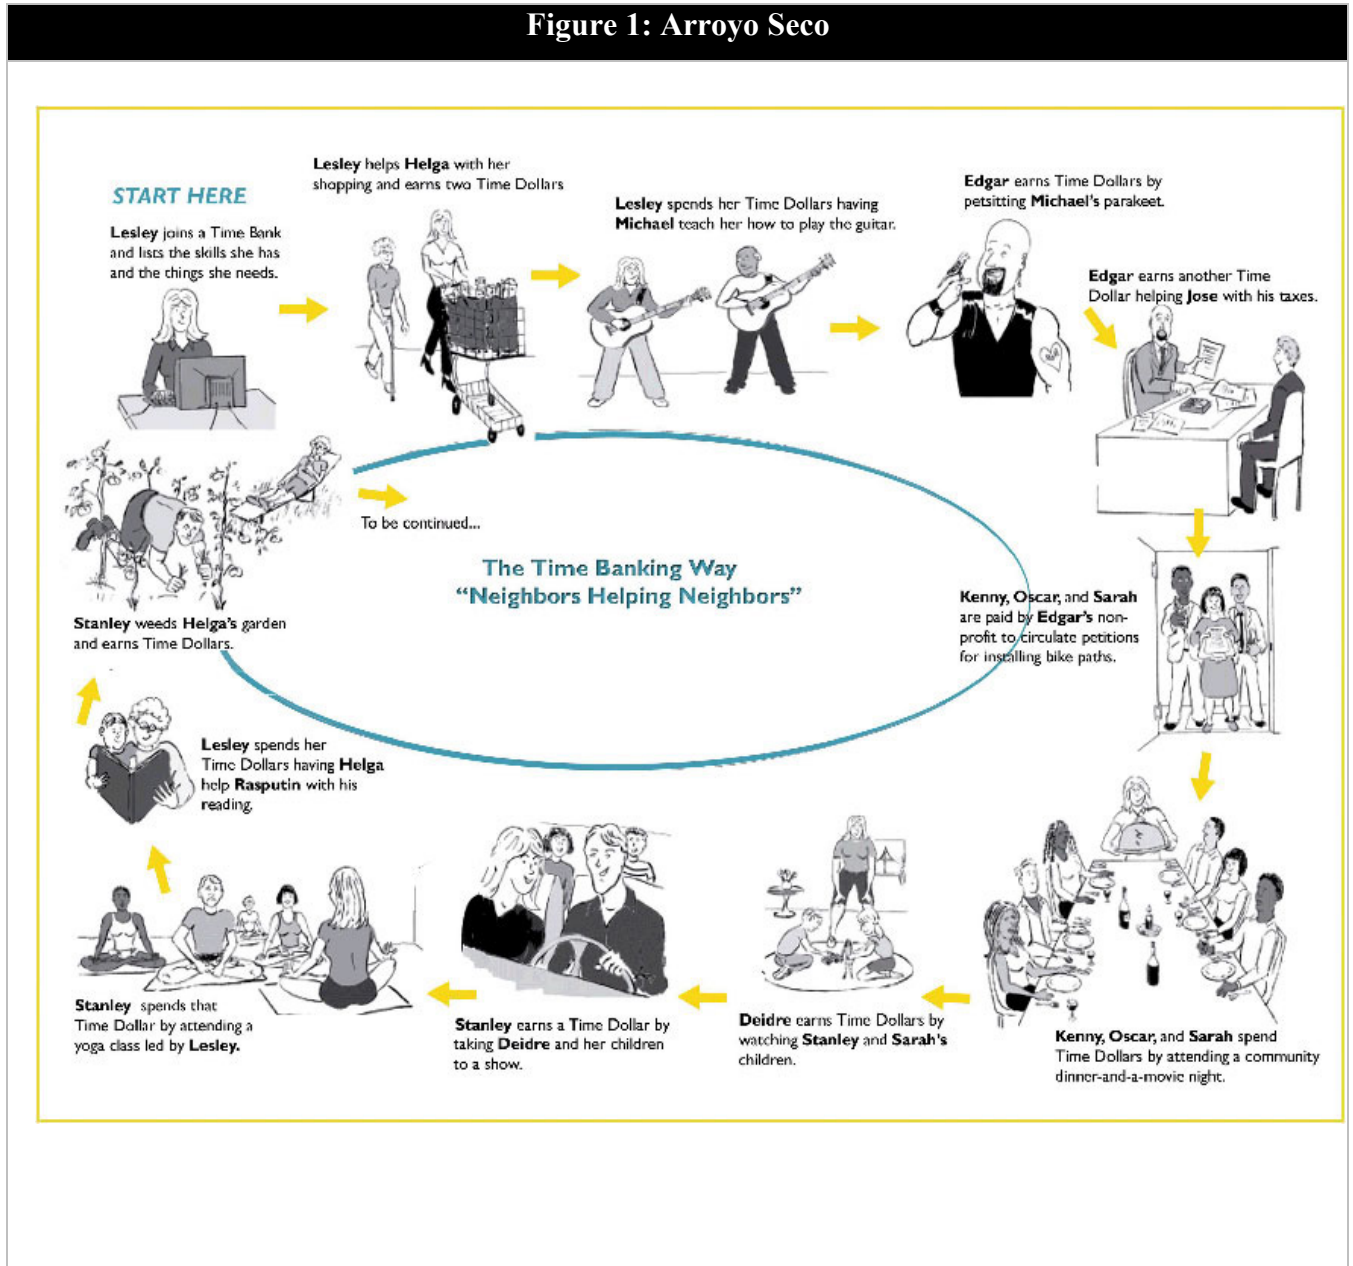 Figure 1: Arroyo Seco
START HERE
Lesley joins a Time Bank
and lists the skills she has
and the things she needs.
Lesley helps Helga with her
shopping and earns two Time Dollars
Lesley spends her Time Dollars having
Michael teach her how to play the guitar.
Edgar earns Time Dollars by
petsitting Michael's parakeet.
Edgar earns another Time
Dollar helping Jose with his taxes.
Kenny, Oscar, and Sarah
are paid by Edgar's non-
profit to circulate petitions
for installing bike paths.
Kenny, Oscar, and Sarah spend
Time Dollars by attending a community
dinner-and-a-movie night.
Deidre earns Time Dollars by
watching Stanley and Sarah's
children.
Stanley earns a Time Dollar by
taking Deidre and her children
to a show.
Stanley spends that
Time Dollar by attending a
yoga class led by Lesley.
Lesley spends her
Time Dollars having Helga
help Rasputin with his
reading.
Stanley weeds Helga's garden
and earns Time Dollars.
To be continued...
The Time Banking Way
"Neighbors Helping Neighbors"